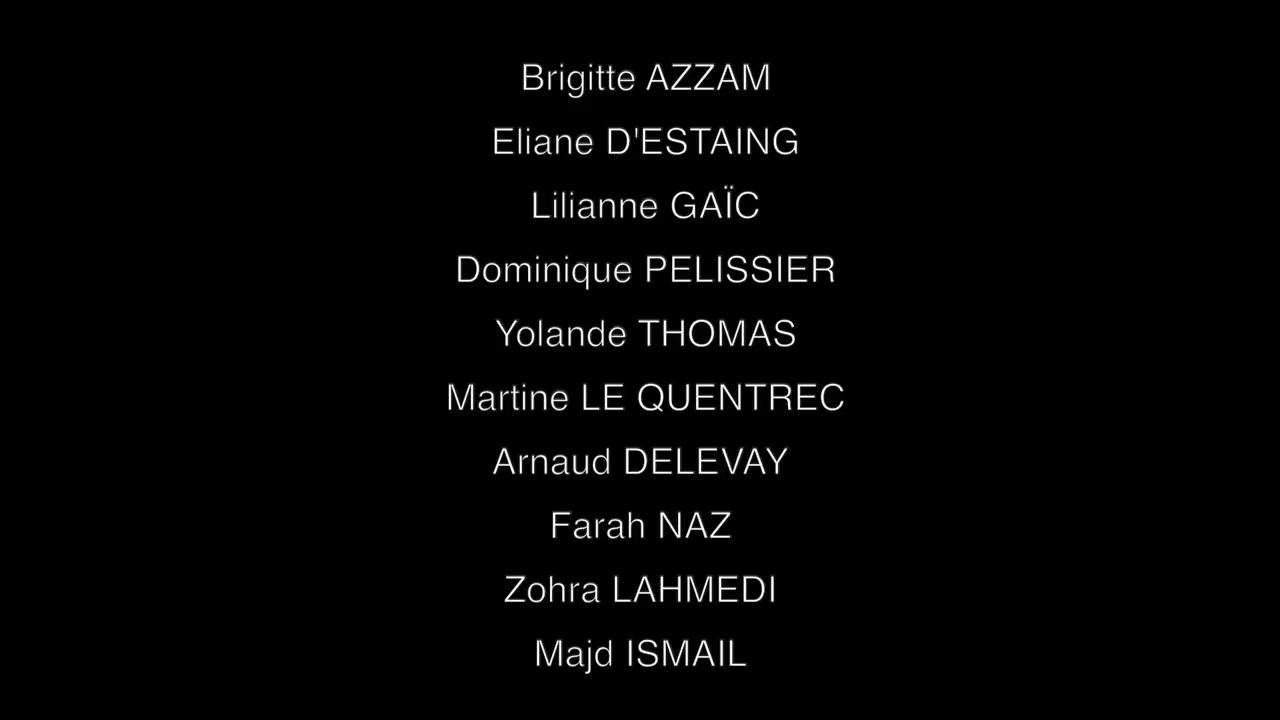 Brigitte AZZAM
Eliane D'ESTAING
Lilianne GAÏC
Dominique PELISSIER
Yolande THOMAS
Martine LE QUENTREC
Arnaud DELEVAY
Farah NAZ
Zohra LAHMEDI
Majd ISMAIL